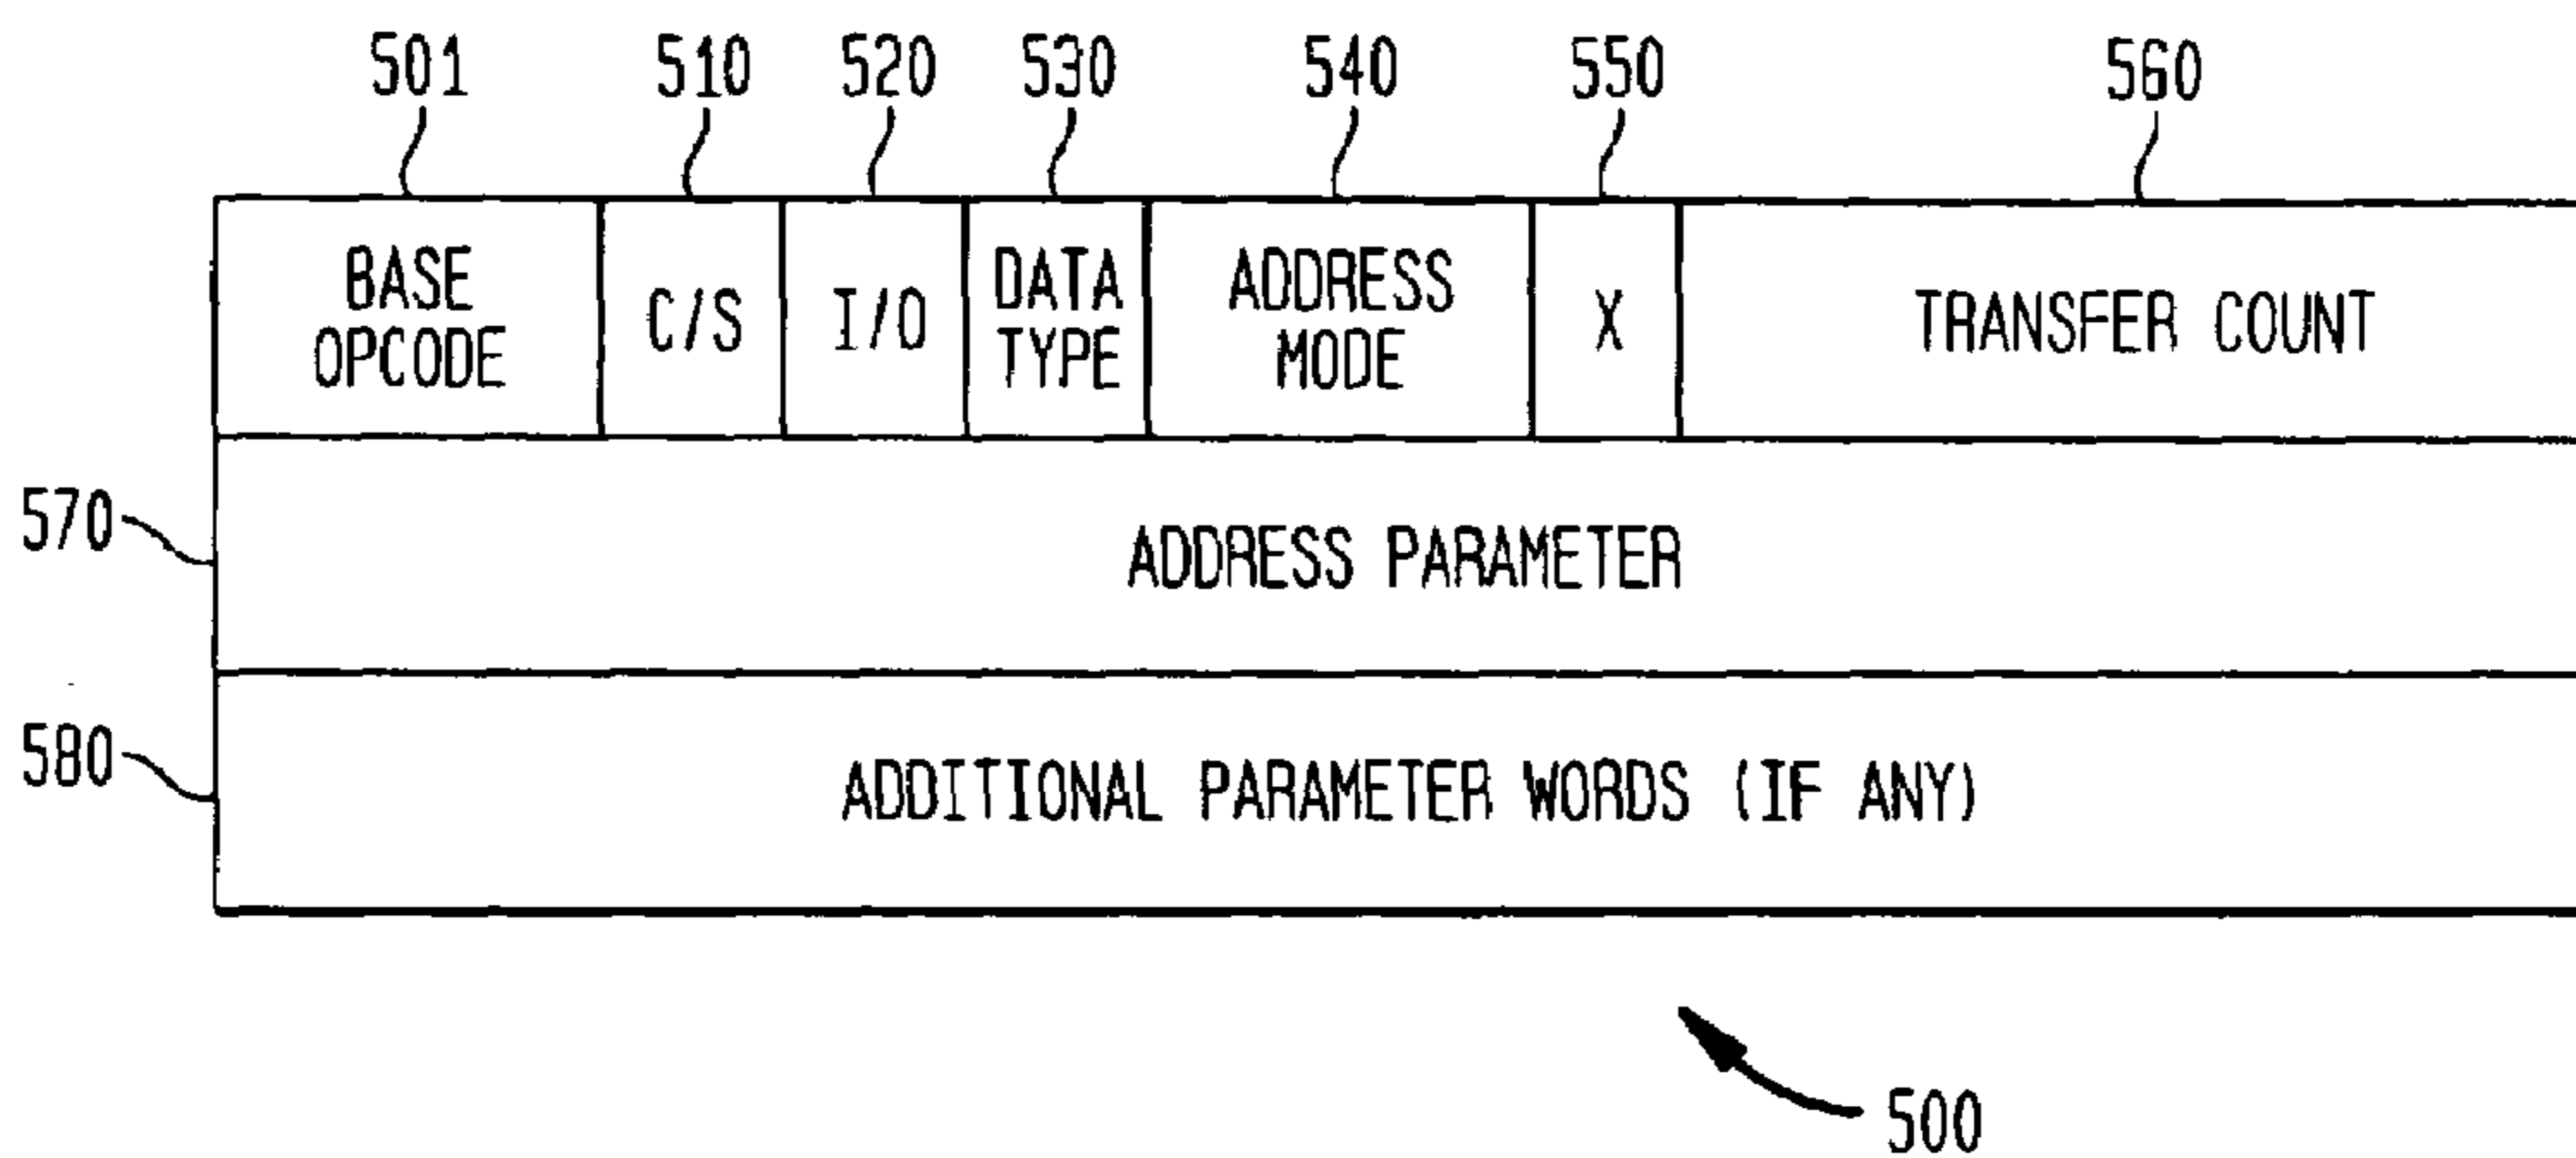 501 510 520 530 540 550 560
BASE OPCODE C/S I/O DATA TYPE ADDRESS MODE X TRANSFER COUNT
570 ADDRESS PARAMETER
580 ADDITIONAL PARAMETER WORDS (IF ANY)
500